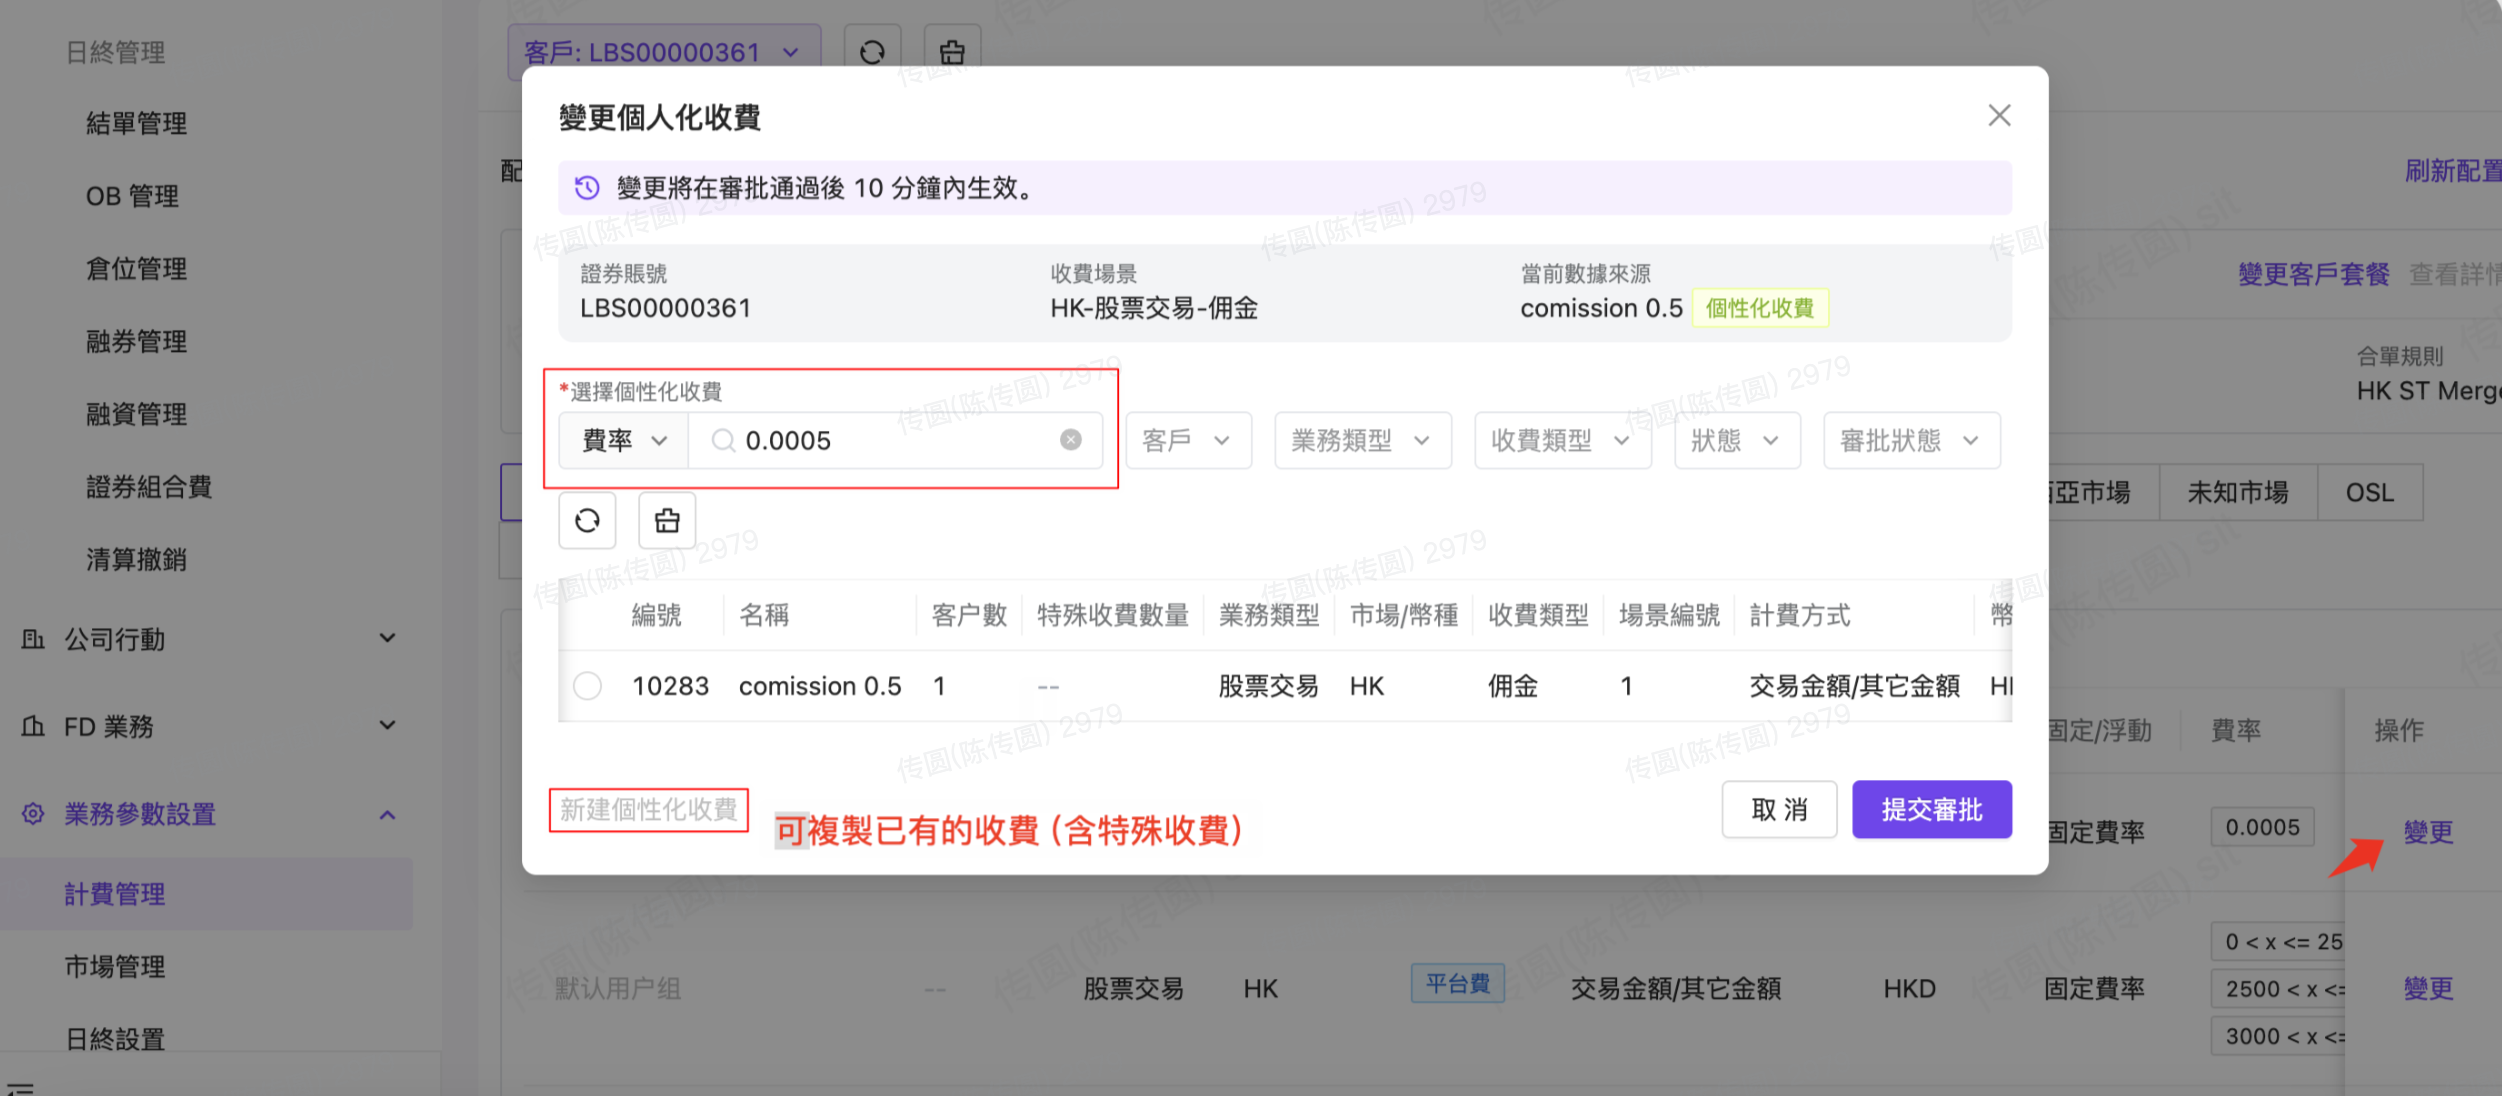 日終管理
結單管理
OB 管理
倉位管理
融券管理
融資管理
證券組合費
清算撤銷
公司行動
FD 業務
業務參數設置
計費管理
市場管理
日終設置
客戶: LBS00000361
配
刷新配置
變更客戶套餐 查看詳情
合單規則
HK ST Merge
亞市場 未知市場 OSL
變更個人化收費
變更將在審批通過後 10 分鐘內生效。
證券賬號 收費場景 當前數據來源
LBS00000361 HK-股票交易-佣金 comission 0.5 個性化收費
*選擇個性化收費
費率 0.0005 客戶 業務類型 收費類型 狀態 審批狀態
編號 名稱 客户數 特殊收費數量 業務類型 市場/幣種 收費類型 場景編號 計費方式 幣
10283 comission 0.5 1 -- 股票交易 HK 佣金 1 交易金額/其它金額 H
新建個性化收費 可複製已有的收費（含特殊收費） 取 消 提交審批
固定/浮動 費率 操作
固定費率 0.0005 變更
默认用户组 -- 股票交易 HK 平台費 交易金額/其它金額 HKD 固定費率 變更
0 < x <= 25
2500 < x <=
3000 < x <=
传圆(陈传圆) 2979